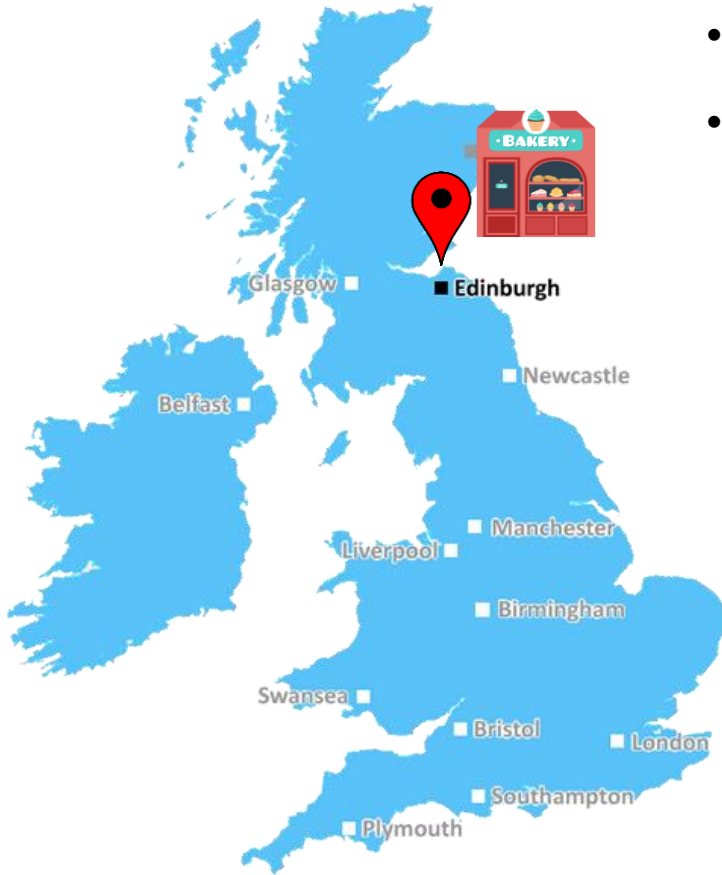 BAKERY
Glasgow
Edinburgh
Newcastle
Belfast
Manchester
Liverpool
Birmingham
Swansea
Bristol
London
Southampton
Plymouth